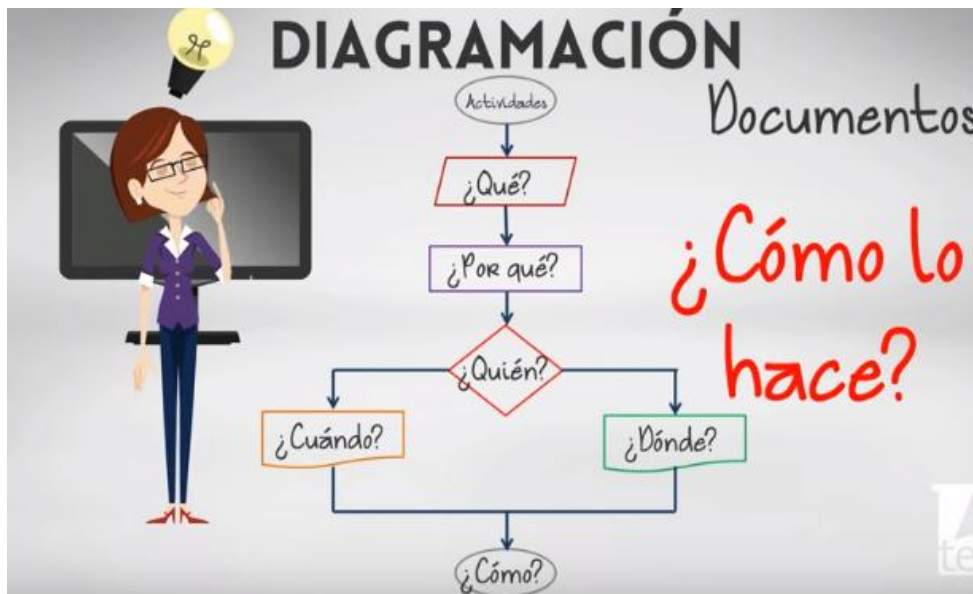 DIAGRAMACIÓN
Actividades
Documentos
¿Qué?
¿Por qué?
¿Cómo lo
hace?
¿Quién?
¿Cuándo?
¿Dónde?
¿Cómo?